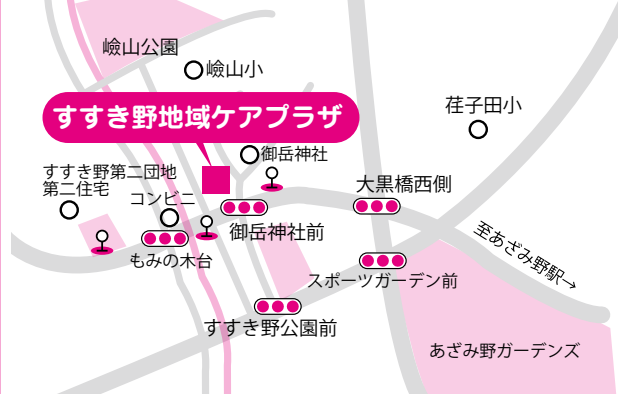 嶮山公園
嶮山小
荏子田小
すすき野地域ケアプラザ
御岳神社
すすき野第二団地
第二住宅
コンビニ
大黒橋西側
御岳神社前
もみの木台
至あざみ野駅→
スポーツガーデン前
すすき野公園前
あざみ野ガーデンズ